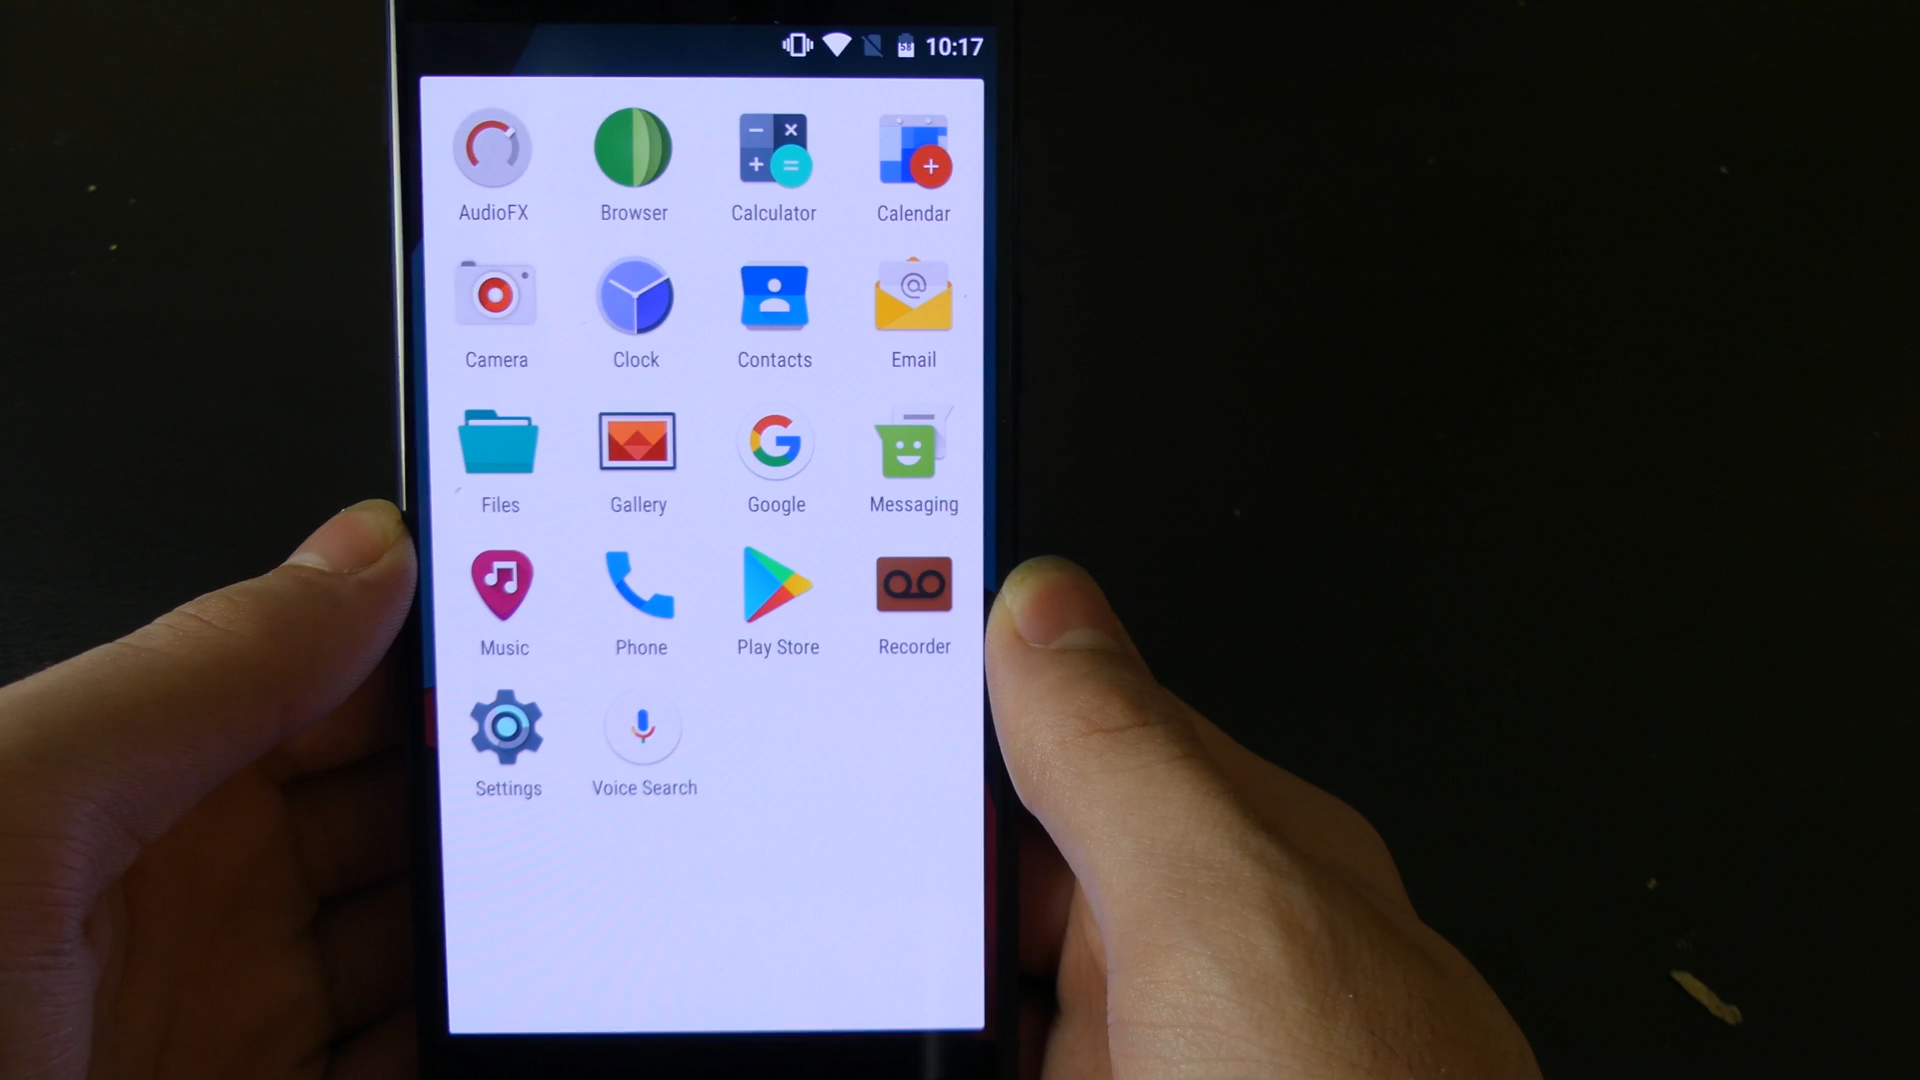 58 10:17
AudioFX Browser Calculator Calendar
Camera Clock Contacts Email
Files Gallery Google Messaging
Music Phone Play Store Recorder
Settings Voice Search